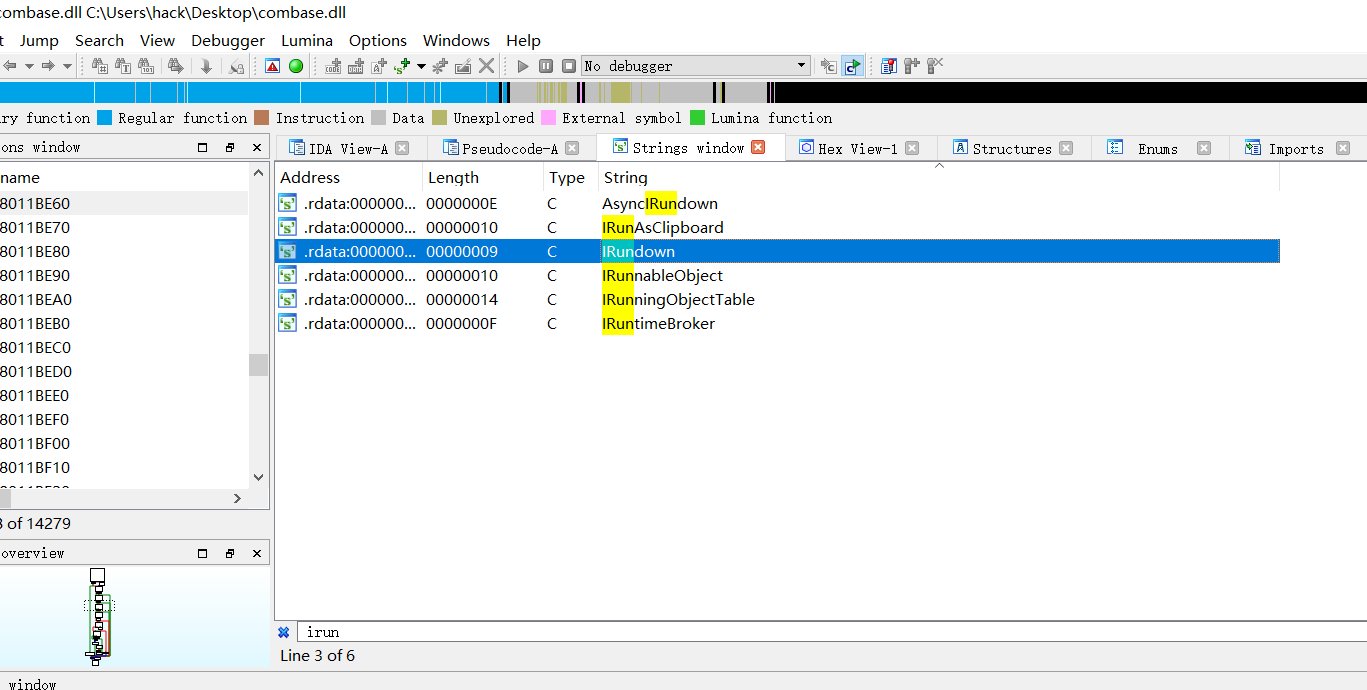 combase.dll C:\Users\hack\Desktop\combase.dll
t Jump Search View Debugger Lumina Options Windows Help
No debugger
ry function Regular function Instruction Data Unexplored External symbol Lumina function
ons window
IDA View-A Pseudocode-A Strings window Hex View-1 Structures Enums Imports
name
Address Length Type String
8011BE60
.rdata:000000... 0000000E C AsyncIRundown
8011BE70
.rdata:000000... 00000010 C IRunAsClipboard
8011BE80
.rdata:000000... 00000009 C IRundown
8011BE90
.rdata:000000... 00000010 C IRunnableObject
8011BEA0
.rdata:000000... 00000014 C IRunningObjectTable
8011BEB0
.rdata:000000... 0000000F C IRuntimeBroker
8011BEC0
8011BED0
8011BEE0
8011BEF0
8011BF00
8011BF10
3 of 14279
overview
irun
Line 3 of 6
window